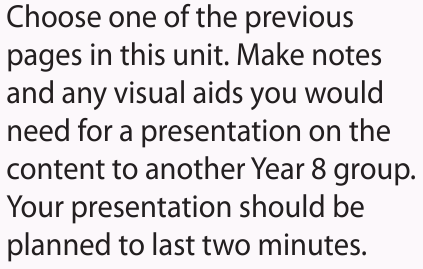 Choose one of the previous
pages in this unit. Make notes
and any visual aids you would
need for a presentation on the
content to another Year 8 group.
Your presentation should be
planned to last two minutes.